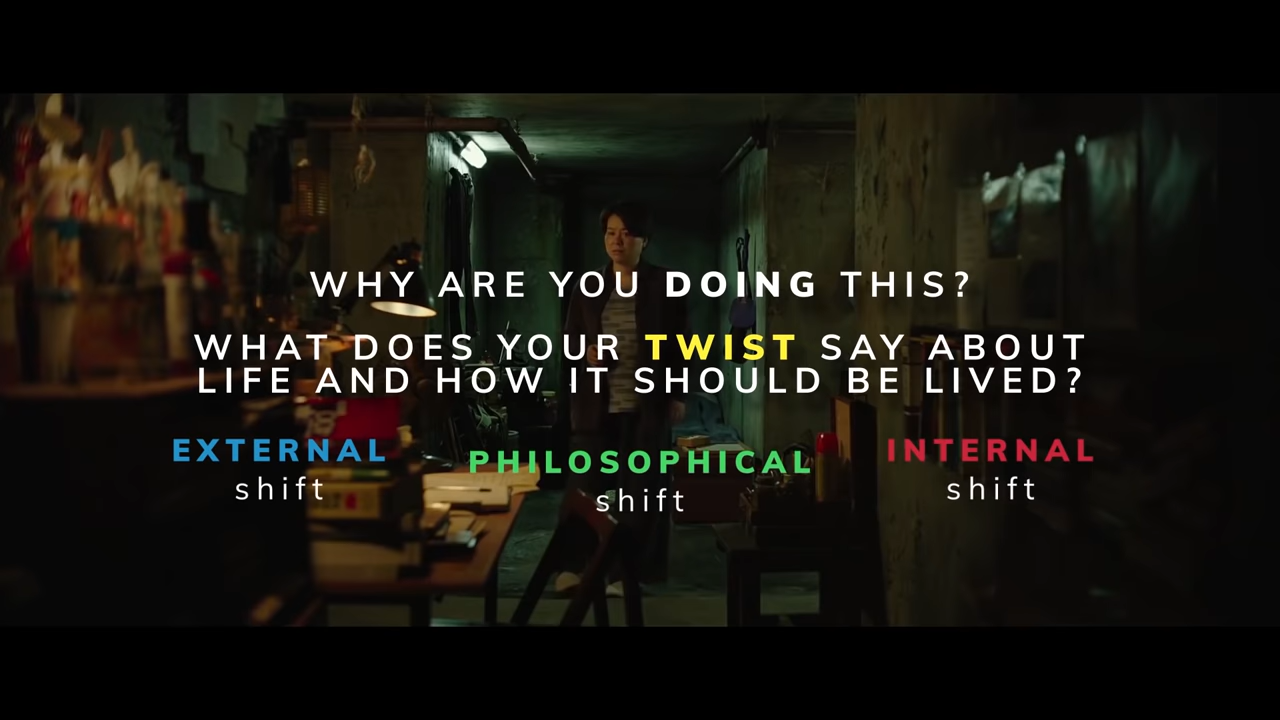 WHY ARE YOU DOING THIS?
WHAT DOES YOUR TWIST SAY ABOUT
LIFE AND HOW IT SHOULD BE LIVED?
EXTERNAL
shift
PHILOSOPHICAL
shift
INTERNAL
shift